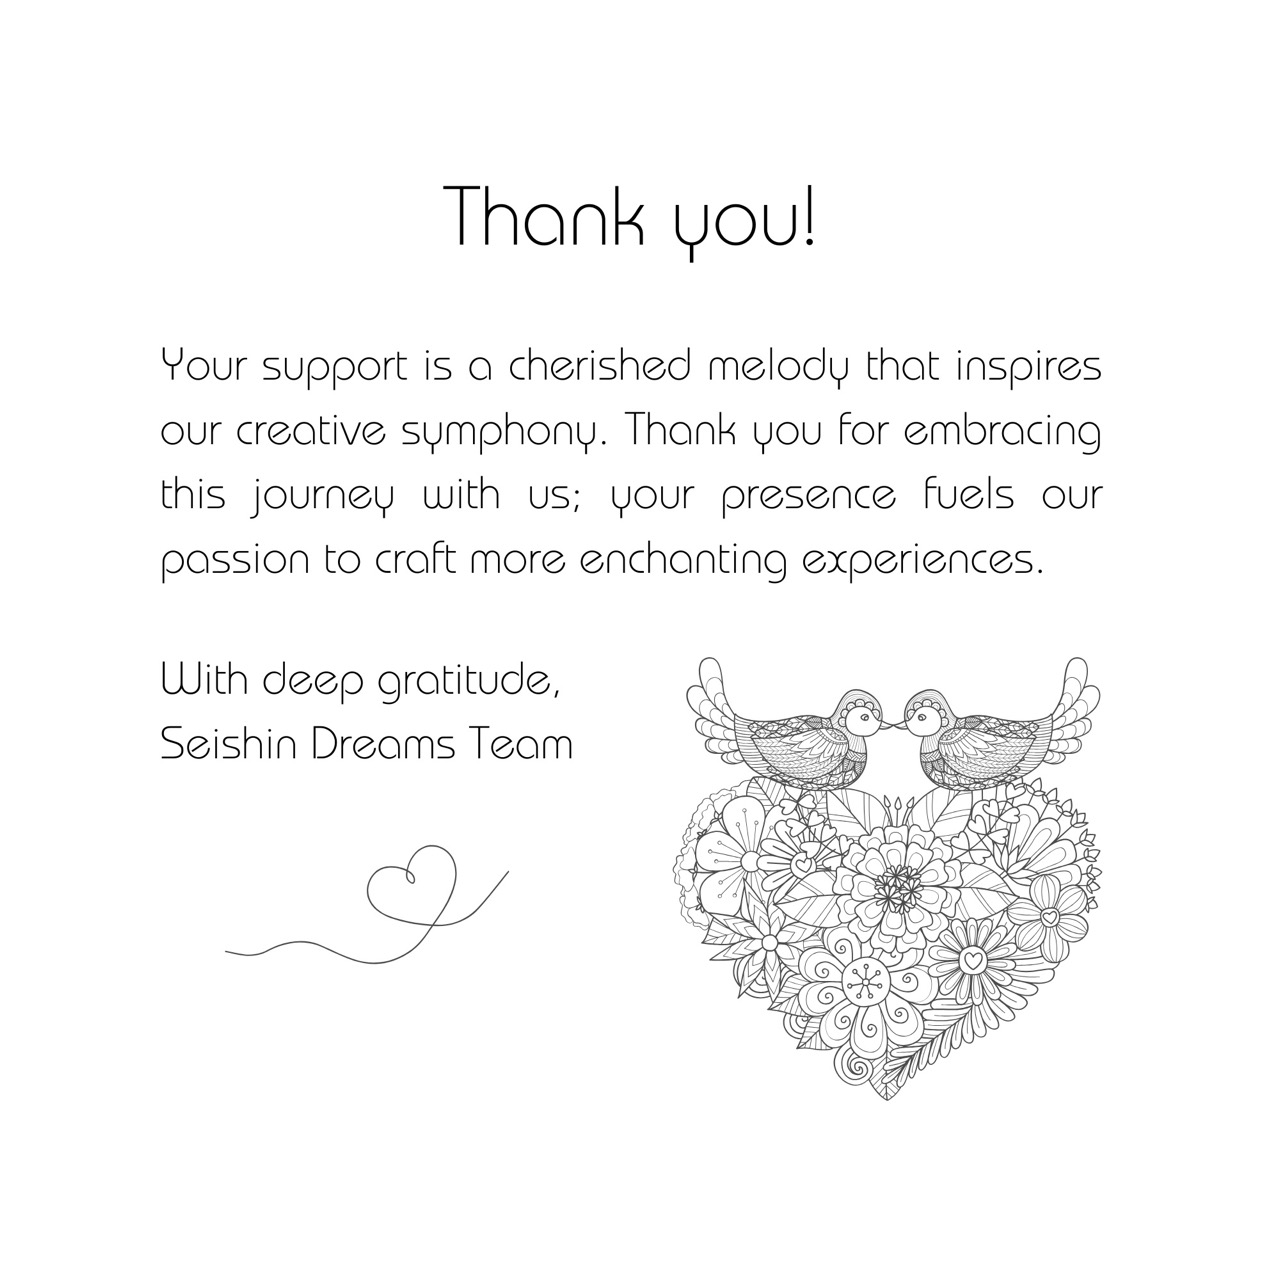 Thank you!
Your support is a cherished melody that inspires
our creative symphony. Thank you for embracing
this journey with us; your presence fuels our
passion to craft more enchanting experiences.
With deep gratitude,
Seishin Dreams Team